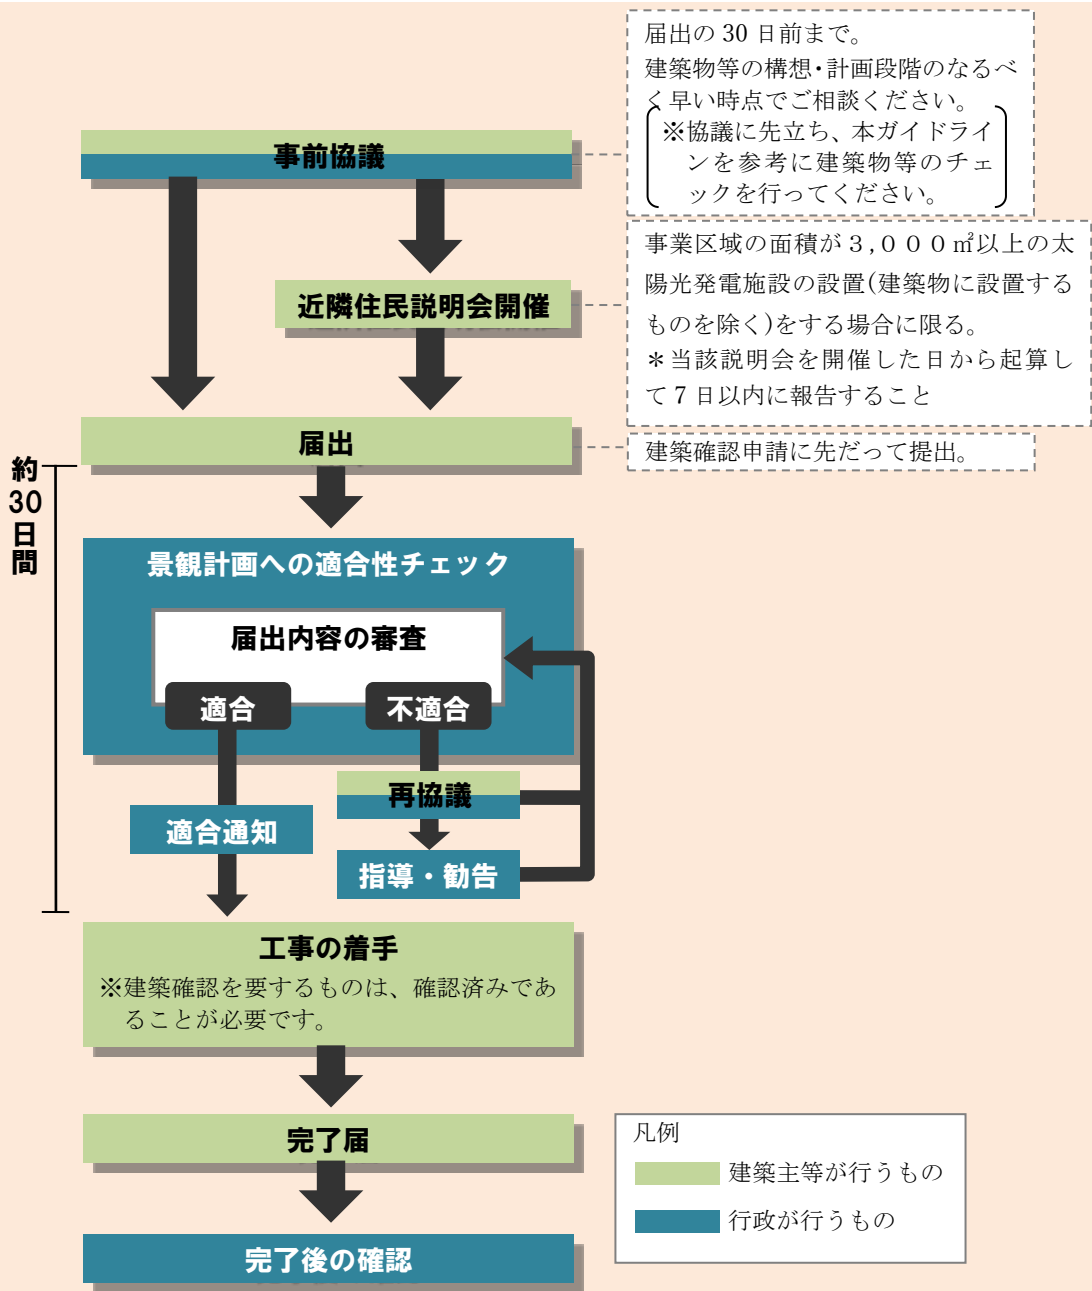 届出の 30 日前まで。
建築物等の構想・計画段階のなるべ
く早い時点でご相談ください。
※協議に先立ち、本ガイドライ
ンを参考に建築物等のチェ
ックを行ってください。
事前協議
事業区域の面積が３,０００㎡以上の太
陽光発電施設の設置(建築物に設置する
ものを除く)をする場合に限る。
＊当該説明会を開催した日から起算し
て 7 日以内に報告すること
近隣住民説明会開催
届出
建築確認申請に先だって提出。
約
30
日
間
景観計画への適合性チェック
届出内容の審査
適合
不適合
再協議
適合通知
指導・勧告
工事の着手
※建築確認を要するものは、確認済みであ
ることが必要です。
完了届
凡例
建築主等が行うもの
行政が行うもの
完了後の確認